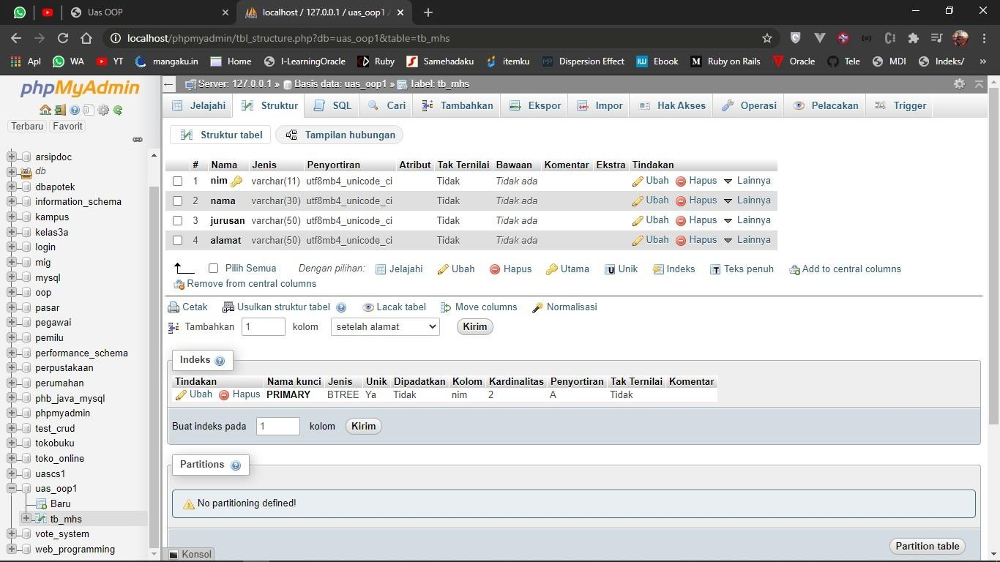 Uas OOP
localhost / 127.0.0.1 / uas_oop1
localhost/phpmyadmin/tbl_structure.php?db=uas_oop1&table=tb_mhs
Apl WA YT mangaku.in Home I-LearningOracle Ruby Samehadaku itemku Dispersion Effect Ebook Ruby on Rails Oracle Tele MDI Indeks/ »
phpMyAdmin
Terbaru Favorit
arsipdoc
db
dbapotek
information_schema
kampus
kelas3a
login
mig
mysql
oop
pasar
pegawai
pemilu
performance_schema
perpustakaan
perumahan
phb_java_mysql
phpmyadmin
test_crud
tokobuku
toko_online
uascs1
uas_oop1
Baru
tb_mhs
vote_system
web_programming
Server: 127.0.0.1 » Basis data: uas_oop1 » Tabel: tb_mhs
Jelajahi Struktur SQL Cari Tambahkan Ekspor Impor Hak Akses Operasi Pelacakan Trigger
Struktur tabel Tampilan hubungan
# Nama Jenis Penyortiran Atribut Tak Ternilai Bawaan Komentar Ekstra Tindakan
1 nim varchar(11) utf8mb4_unicode_ci Tidak Tidak ada Ubah Hapus Lainnya
2 nama varchar(30) utf8mb4_unicode_ci Tidak Tidak ada Ubah Hapus Lainnya
3 jurusan varchar(50) utf8mb4_unicode_ci Tidak Tidak ada Ubah Hapus Lainnya
4 alamat varchar(50) utf8mb4_unicode_ci Tidak Tidak ada Ubah Hapus Lainnya
Pilih Semua Dengan pilihan: Jelajahi Ubah Hapus Utama Unik Indeks Teks penuh Add to central columns
Remove from central columns
Cetak Usulkan struktur tabel Lacak tabel Move columns Normalisasi
Tambahkan 1 kolom setelah alamat Kirim
Indeks
Tindakan Nama kunci Jenis Unik Dipadatkan Kolom Kardinalitas Penyortiran Tak Ternilai Komentar
Ubah Hapus PRIMARY BTREE Ya Tidak nim 2 A Tidak
Buat indeks pada 1 kolom Kirim
Partitions
No partitioning defined!
Partition table
Konsol